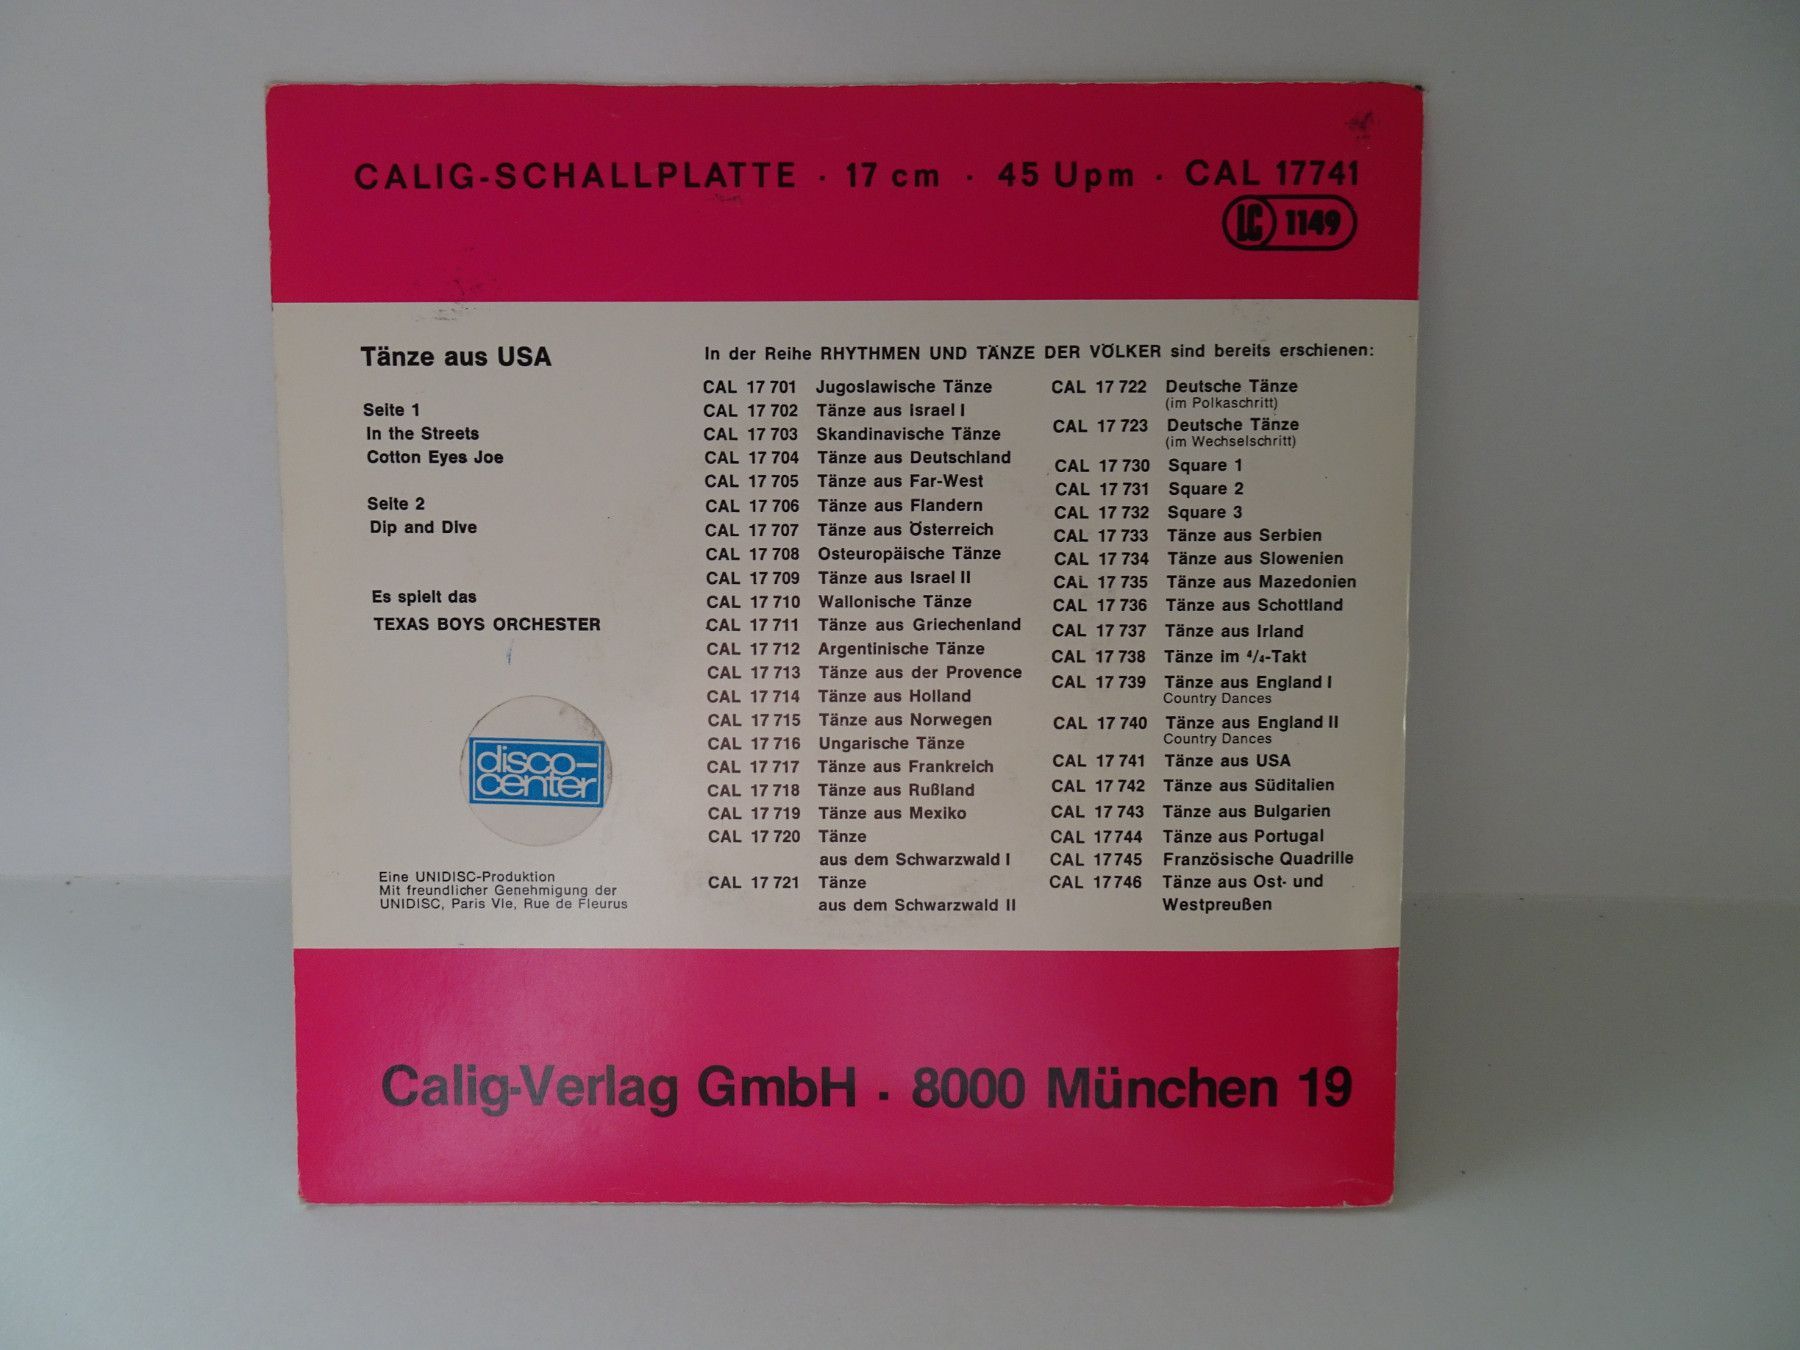 CALIG-SCHALLPLATTE · 17 cm · 45 Upm · CAL 17741
LC 1149
Tänze aus USA
Seite 1
In the Streets
Cotton Eyes Joe
Seite 2
Dip and Dive
Es spielt das
TEXAS BOYS ORCHESTER
disco-
center
Eine UNIDISC-Produktion
Mit freundlicher Genehmigung der
UNIDISC, Paris VIe, Rue de Fleurus
In der Reihe RHYTHMEN UND TÄNZE DER VÖLKER sind bereits erschienen:
CAL 17 701 Jugoslawische Tänze
CAL 17 702 Tänze aus Israel I
CAL 17 703 Skandinavische Tänze
CAL 17 704 Tänze aus Deutschland
CAL 17 705 Tänze aus Far-West
CAL 17 706 Tänze aus Flandern
CAL 17 707 Tänze aus Österreich
CAL 17 708 Osteuropäische Tänze
CAL 17 709 Tänze aus Israel II
CAL 17 710 Wallonische Tänze
CAL 17 711 Tänze aus Griechenland
CAL 17 712 Argentinische Tänze
CAL 17 713 Tänze aus der Provence
CAL 17 714 Tänze aus Holland
CAL 17 715 Tänze aus Norwegen
CAL 17 716 Ungarische Tänze
CAL 17 717 Tänze aus Frankreich
CAL 17 718 Tänze aus Rußland
CAL 17 719 Tänze aus Mexiko
CAL 17 720 Tänze
aus dem Schwarzwald I
CAL 17 721 Tänze
aus dem Schwarzwald II
CAL 17 722 Deutsche Tänze
(im Polkaschritt)
CAL 17 723 Deutsche Tänze
(im Wechselschritt)
CAL 17 730 Square 1
CAL 17 731 Square 2
CAL 17 732 Square 3
CAL 17 733 Tänze aus Serbien
CAL 17 734 Tänze aus Slowenien
CAL 17 735 Tänze aus Mazedonien
CAL 17 736 Tänze aus Schottland
CAL 17 737 Tänze aus Irland
CAL 17 738 Tänze im 4/4-Takt
CAL 17 739 Tänze aus England I
Country Dances
CAL 17 740 Tänze aus England II
Country Dances
CAL 17 741 Tänze aus USA
CAL 17 742 Tänze aus Süditalien
CAL 17 743 Tänze aus Bulgarien
CAL 17744 Tänze aus Portugal
CAL 17745 Französische Quadrille
CAL 17746 Tänze aus Ost- und
Westpreußen
Calig-Verlag GmbH · 8000 München 19